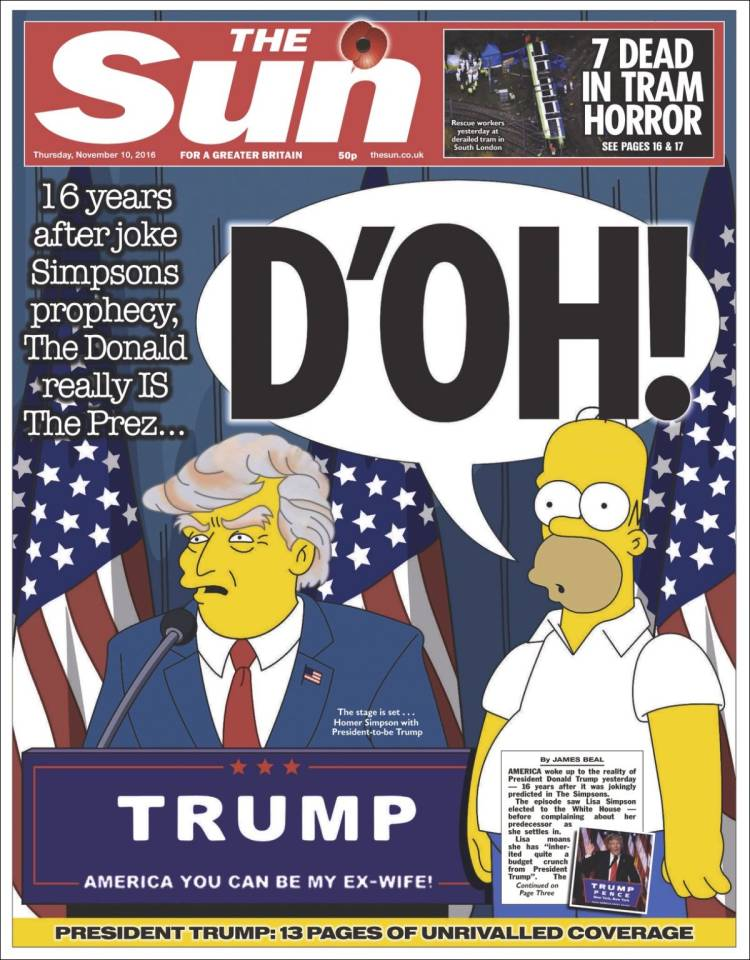 THE
Sun
Thursday, November 10, 2016
FOR A GREATER BRITAIN
50p
thesun.co.uk
Rescue workers
yesterday at
derailed tram in
South London
7 DEAD
IN TRAM
HORROR
SEE PAGES 16 & 17
16 years
after joke
Simpsons
prophecy,
The Donald
really IS
The Prez...
D'OH!
The stage is set . . .
Homer Simpson with
President-to-be Trump
TRUMP
AMERICA YOU CAN BE MY EX-WIFE!
By JAMES BEAL
AMERICA woke up to the reality of
President Donald Trump yesterday
— 16 years after it was jokingly
predicted in The Simpsons.
The episode saw Lisa Simpson
elected to the White House —
before complaining about her
predecessor as
she settles in.
Lisa moans
she has "inher-
ited quite a
budget crunch
from President
Trump". The
Continued on
Page Three
TRUMP
PENCE
PRESIDENT TRUMP: 13 PAGES OF UNRIVALLED COVERAGE